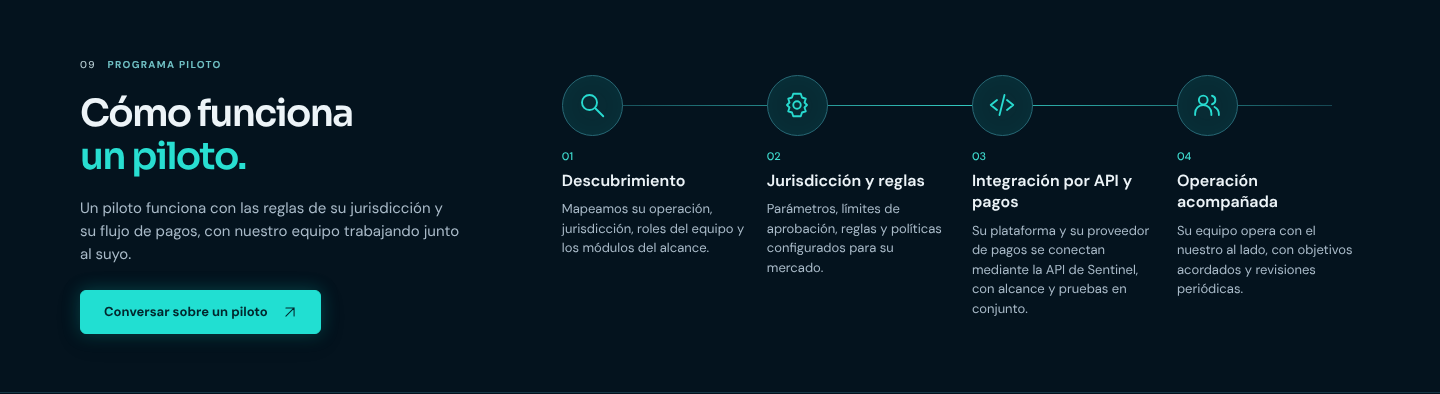 09 PROGRAMA PILOTO
Cómo funciona
un piloto.
Un piloto funciona con las reglas de su jurisdicción y
su flujo de pagos, con nuestro equipo trabajando junto
al suyo.
Conversar sobre un piloto
01
Descubrimiento
Mapeamos su operación,
jurisdicción, roles del equipo y
los módulos del alcance.
02
Jurisdicción y reglas
Parámetros, límites de
aprobación, reglas y políticas
configurados para su
mercado.
03
Integración por API y
pagos
Su plataforma y su proveedor
de pagos se conectan
mediante la API de Sentinel,
con alcance y pruebas en
conjunto.
04
Operación
acompañada
Su equipo opera con el
nuestro al lado, con objetivos
acordados y revisiones
periódicas.